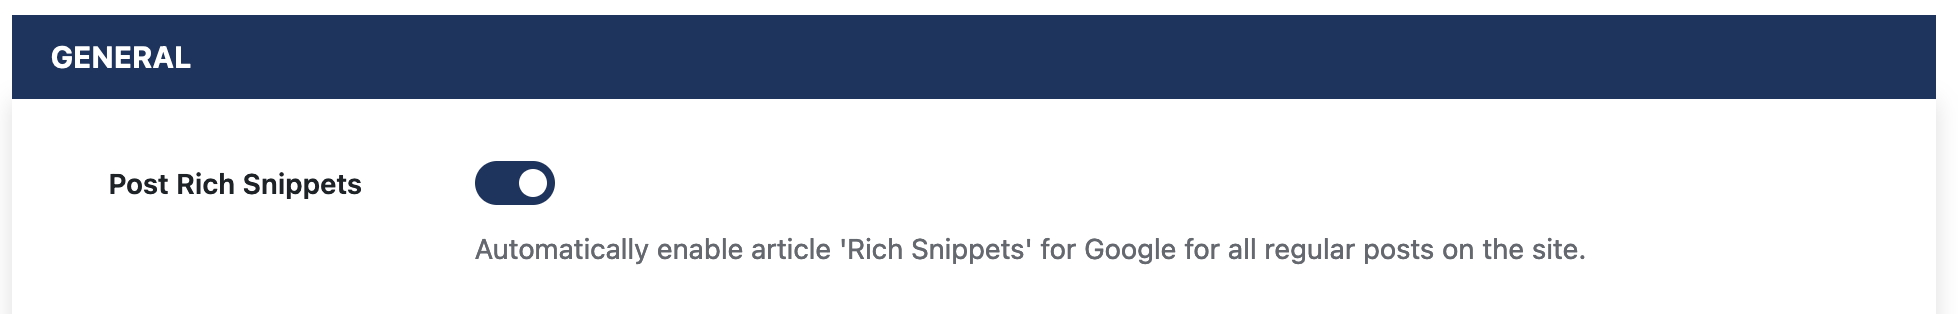 GENERAL
Post Rich Snippets
Automatically enable article 'Rich Snippets' for Google for all regular posts on the site.